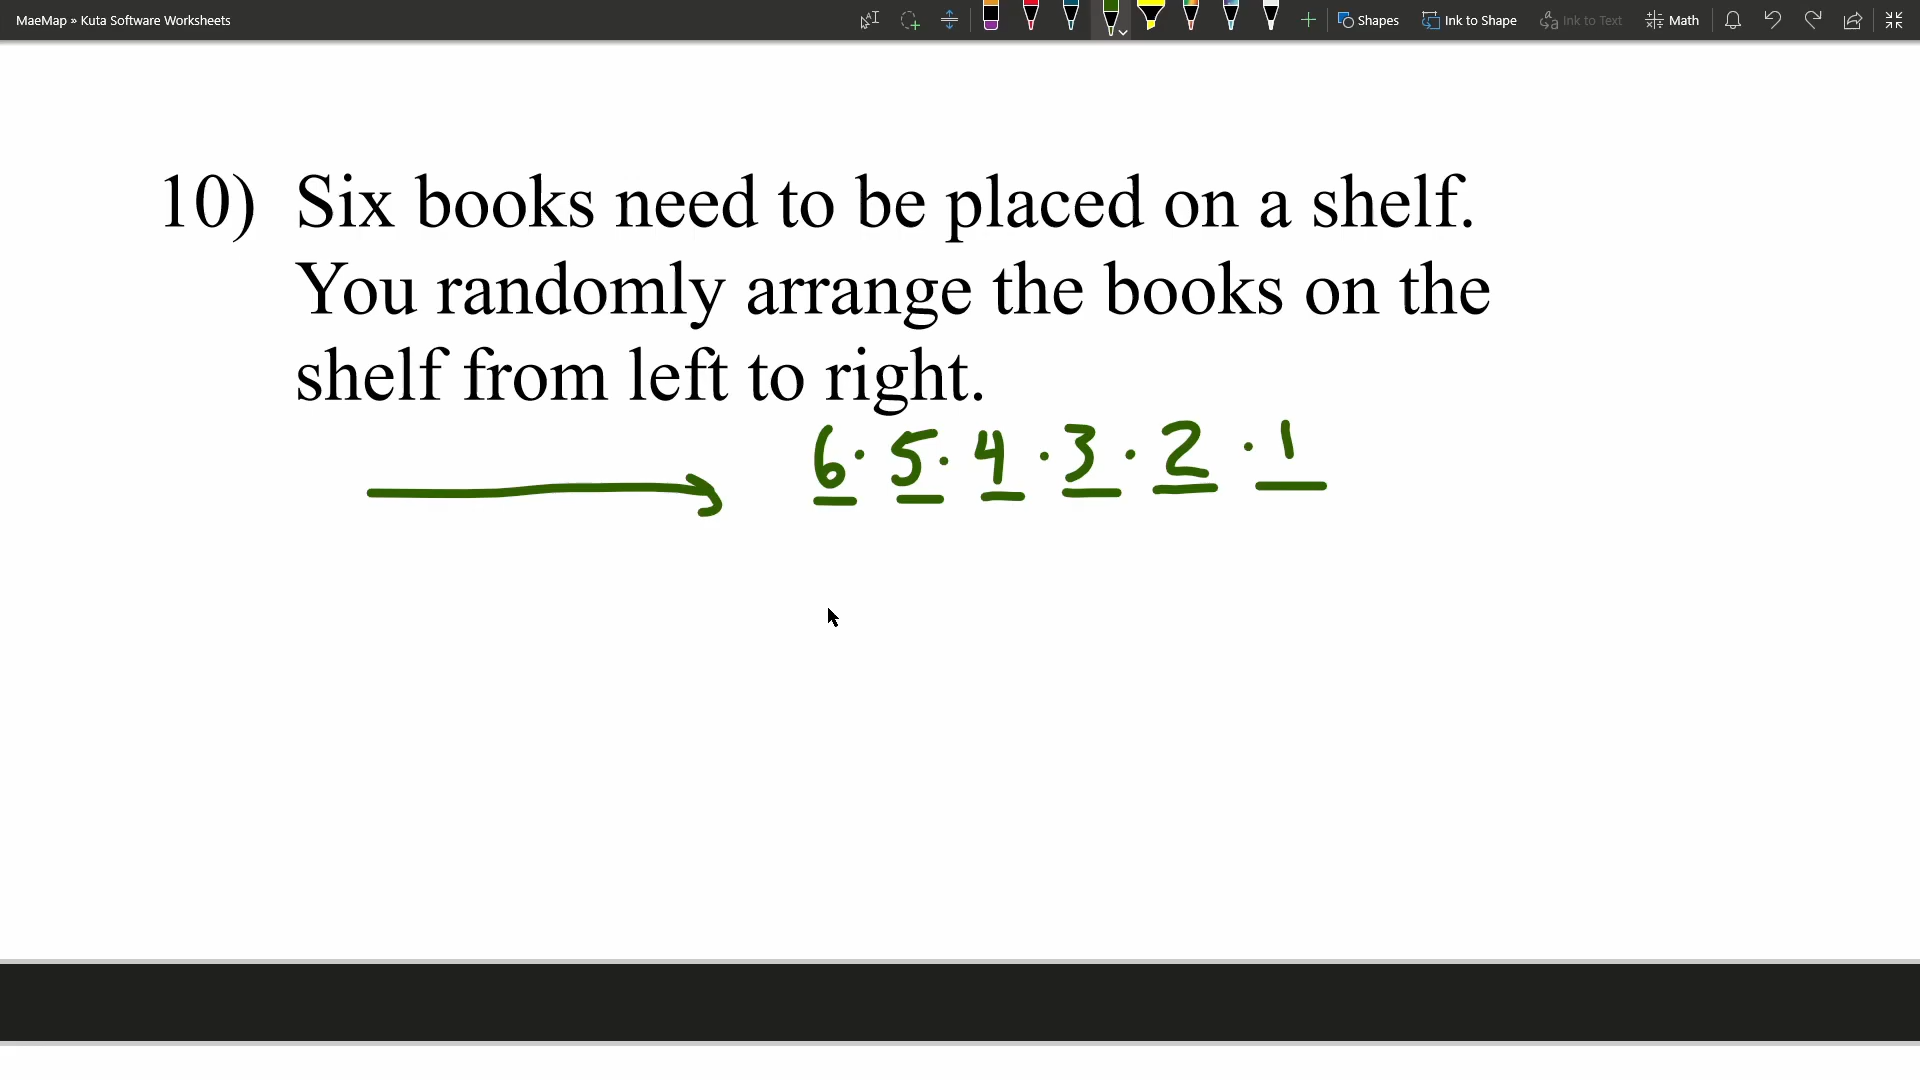 MaeMap » Kuta Software Worksheets
Shapes Ink to Shape Ink to Text Math
10) Six books need to be placed on a shelf.
You randomly arrange the books on the
shelf from left to right.
6 · 5 · 4 · 3 · 2 · 1